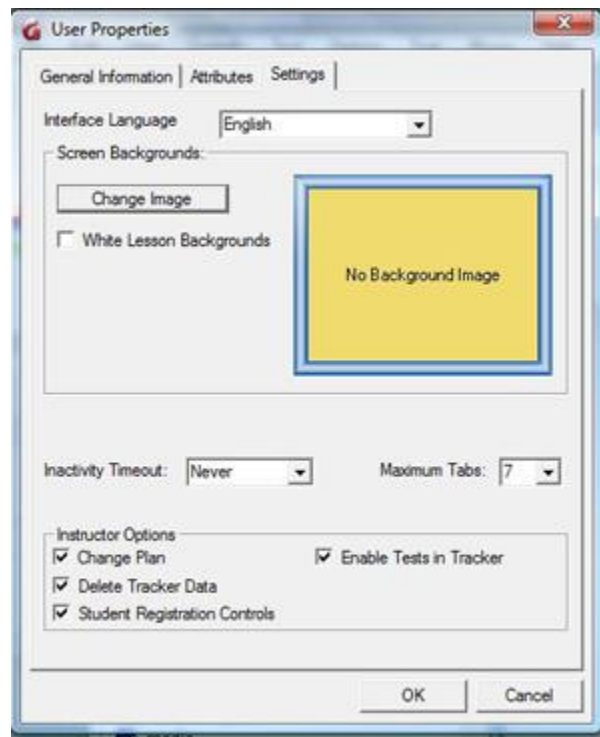 User Properties
General Information Attributes Settings
Interface Language English
Screen Backgrounds:
Change Image
White Lesson Backgrounds
No Background Image
Inactivity Timeout: Never Maximum Tabs: 7
Instructor Options
Change Plan Enable Tests in Tracker
Delete Tracker Data
Student Registration Controls
OK Cancel